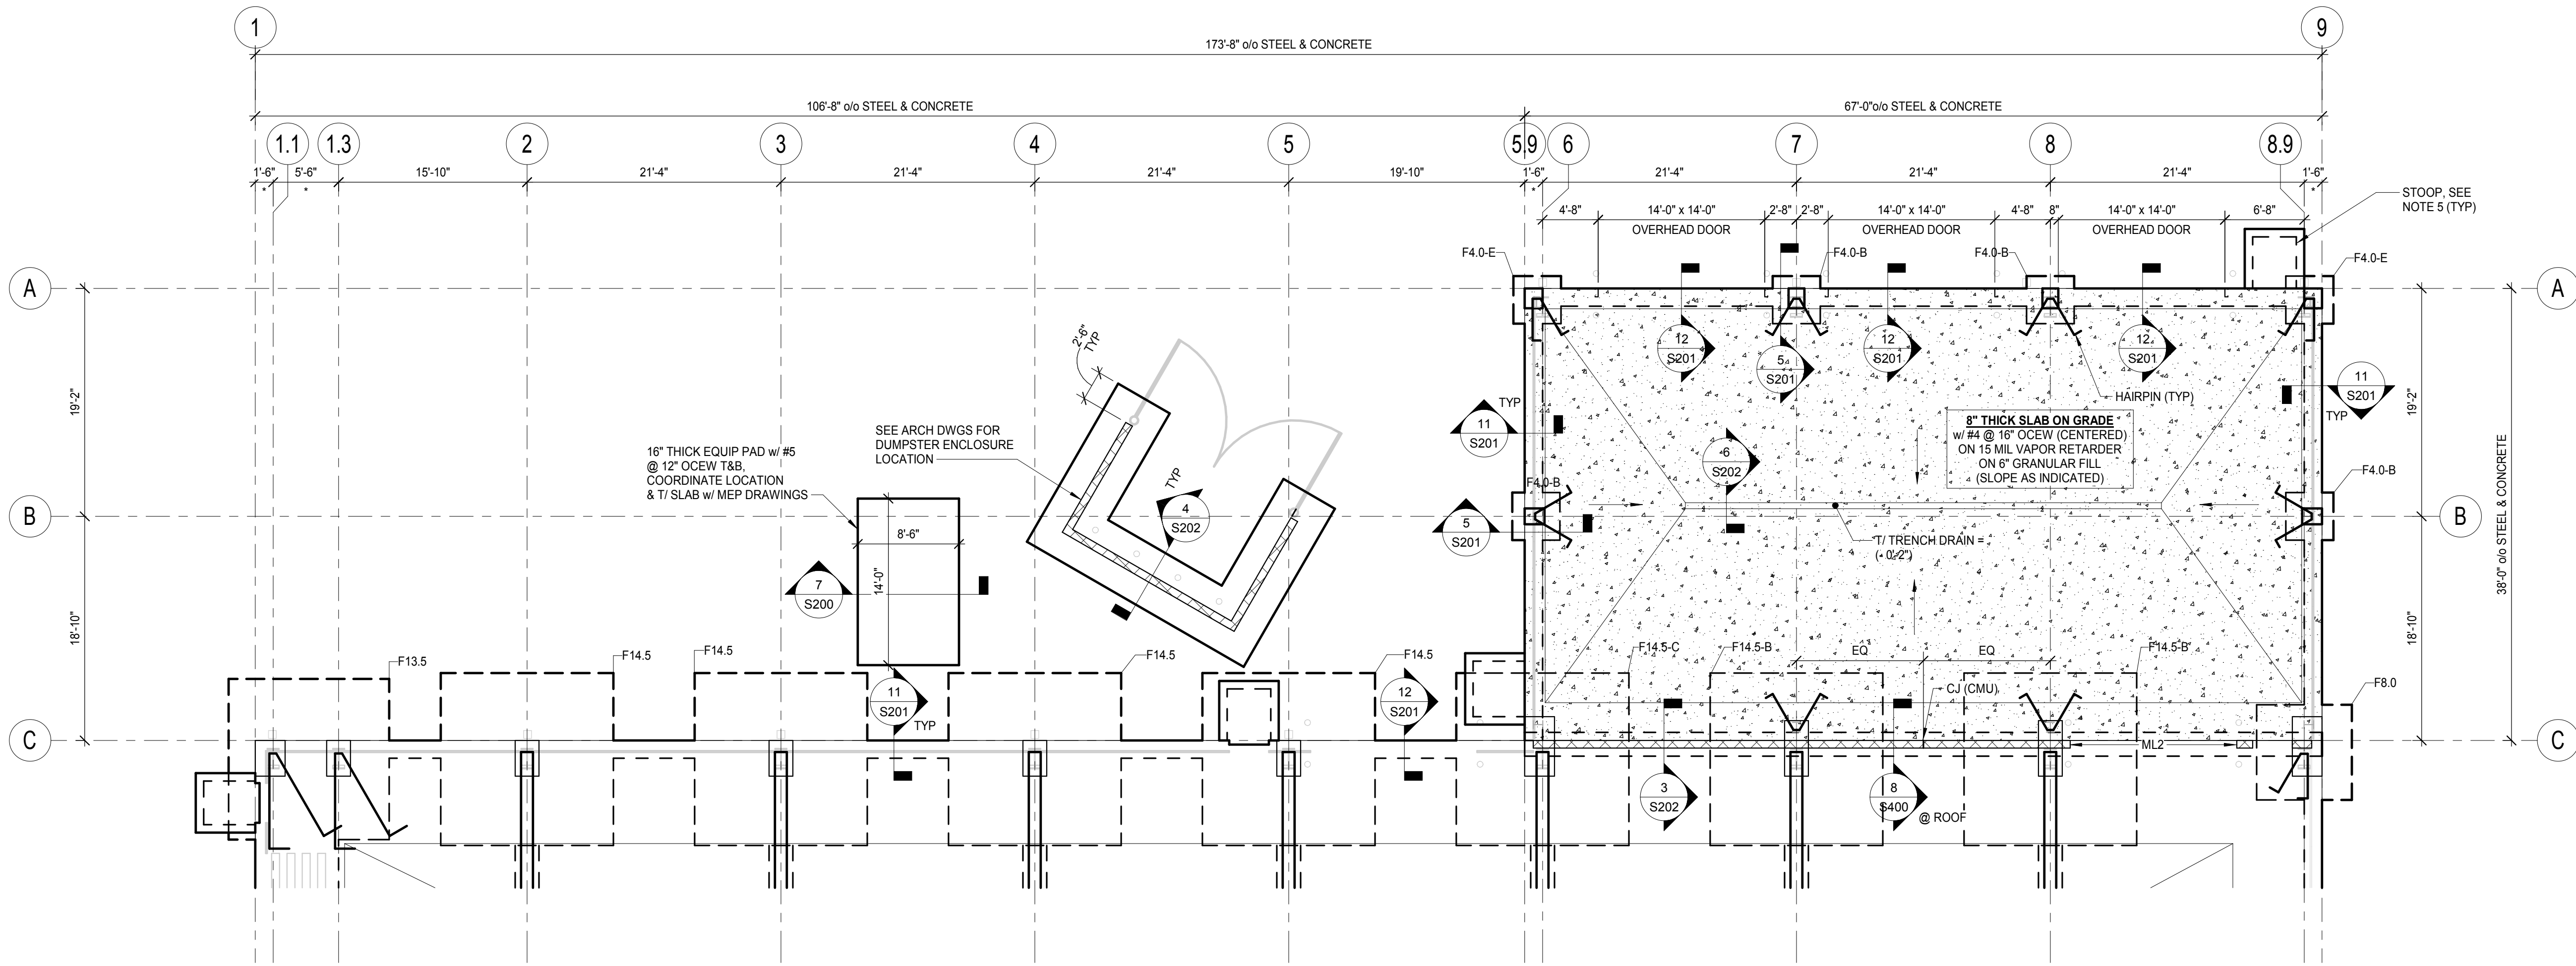 1
9
173'-8" o/o STEEL & CONCRETE
106'-8" o/o STEEL & CONCRETE
67'-0"o/o STEEL & CONCRETE
1.1
1.3
2
3
4
5
5.9
6
7
8
8.9
1'-6"
*
5'-6"
*
15'-10"
21'-4"
21'-4"
21'-4"
19'-10"
1'-6"
*
21'-4"
21'-4"
21'-4"
1'-6"
*
4'-8"
14'-0" x 14'-0"
OVERHEAD DOOR
2'-8"
2'-8"
14'-0" x 14'-0"
OVERHEAD DOOR
4'-8"
8"
14'-0" x 14'-0"
OVERHEAD DOOR
6'-8"
STOOP, SEE
NOTE 5 (TYP)
F4.0-E
F4.0-B
F4.0-B
F4.0-E
A
A
12
S201
5
S201
12
S201
12
S201
11
S201
TYP
HAIRPIN (TYP)
TYP
11
S201
2'-6"
TYP
19'-2"
19'-2"
38'-0" o/o STEEL & CONCRETE
8" THICK SLAB ON GRADE
w/ #4 @ 16" OCEW (CENTERED)
ON 15 MIL VAPOR RETARDER
ON 6" GRANULAR FILL
(SLOPE AS INDICATED)
16" THICK EQUIP PAD w/ #5
@ 12" OCEW T&B,
COORDINATE LOCATION
& T/ SLAB w/ MEP DRAWINGS
SEE ARCH DWGS FOR
DUMPSTER ENCLOSURE
LOCATION
TYP
4
S202
6
S202
F4.0-B
F4.0-B
B
B
5
S201
T/ TRENCH DRAIN =
(- 0'-2")
8'-6"
14'-0"
7
S200
18'-10"
18'-10"
F13.5
F14.5
F14.5
F14.5
F14.5
F14.5-C
F14.5-B
EQ
EQ
F14.5-B
F8.0
11
S201
TYP
12
S201
CJ (CMU)
ML2
C
C
3
S202
8
S400
@ ROOF